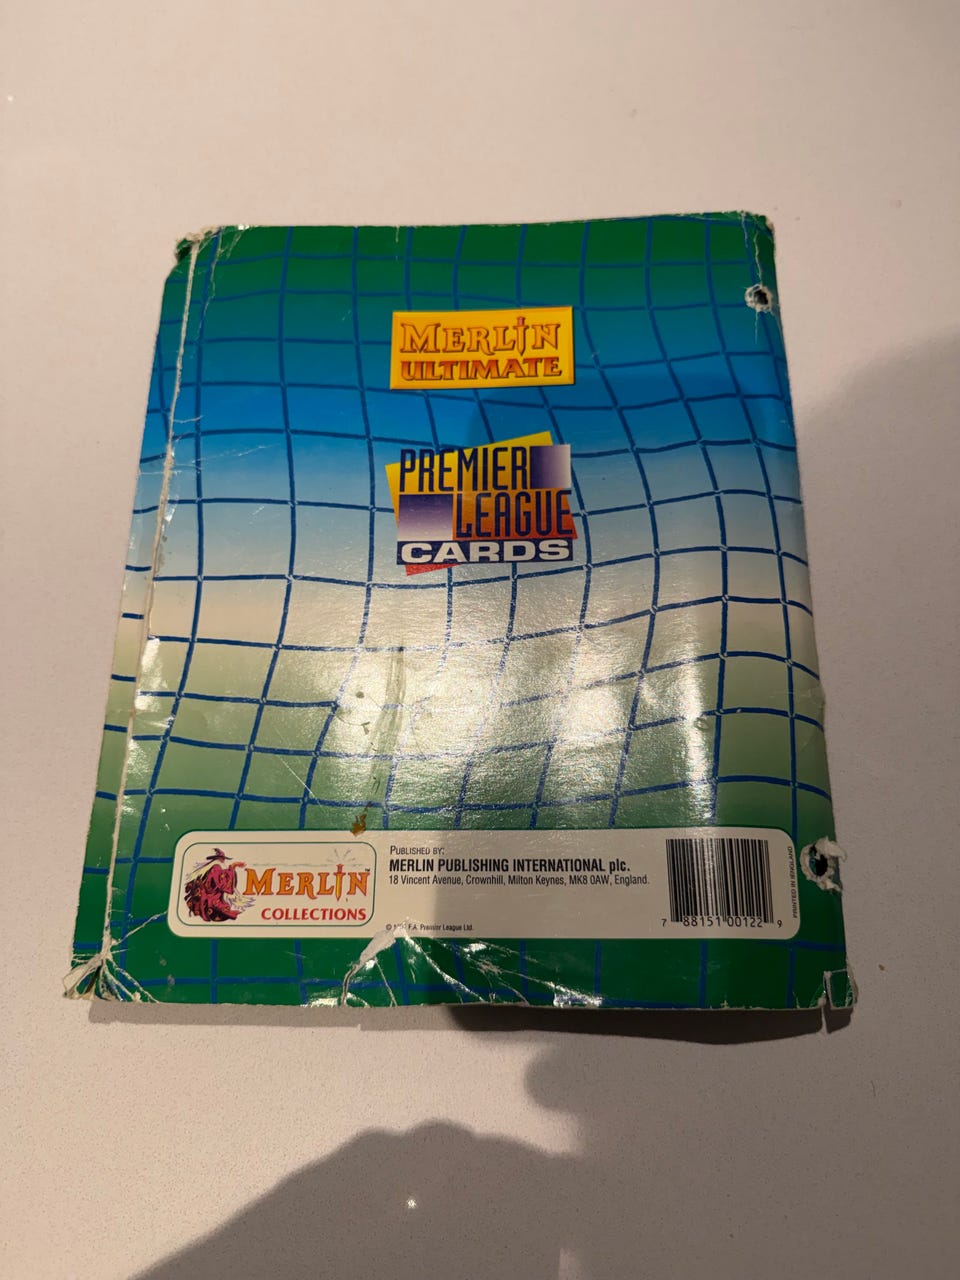 MERLIN
ULTIMATE
PREMIER
LEAGUE
CARDS
MERLIN™
COLLECTIONS
PUBLISHED BY:
MERLIN PUBLISHING INTERNATIONAL plc.
18 Vincent Avenue, Crownhill, Milton Keynes, MK8 0AW, England.
© F.A. Premier League Ltd.
7 88151 00122 9
PRINTED IN ENGLAND